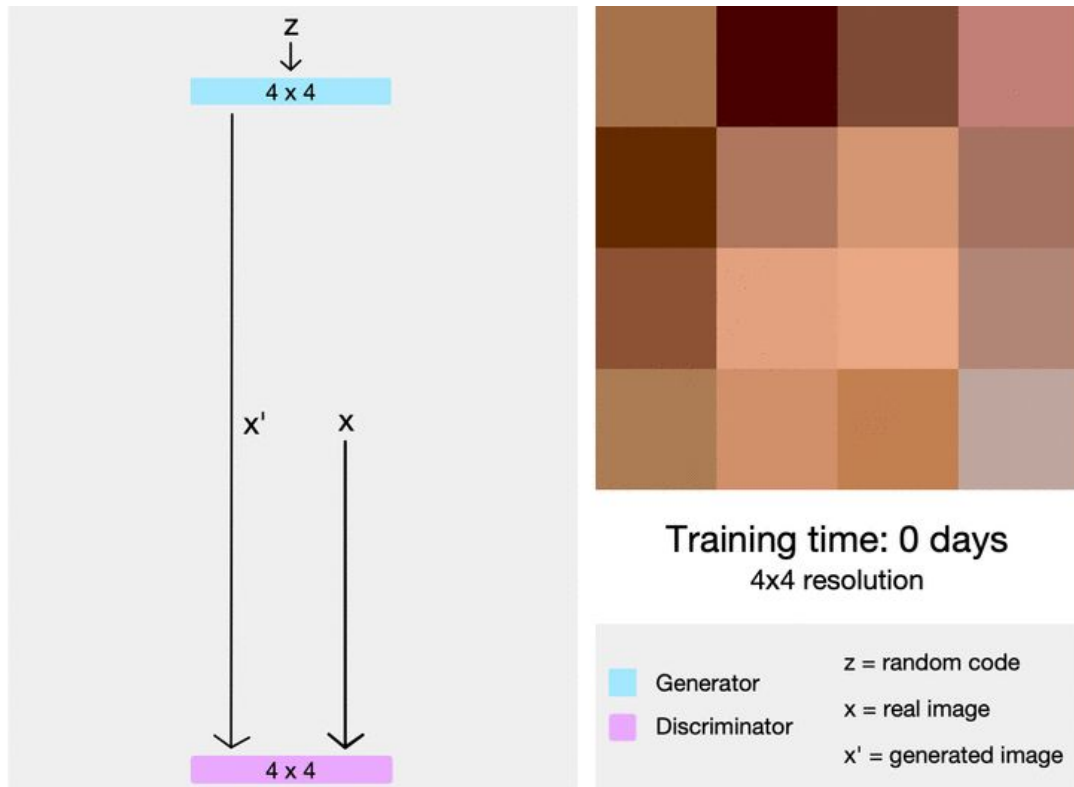 z
4 x 4
x'
x
4 x 4
Training time: 0 days
4x4 resolution
Generator
Discriminator
z = random code
x = real image
x' = generated image